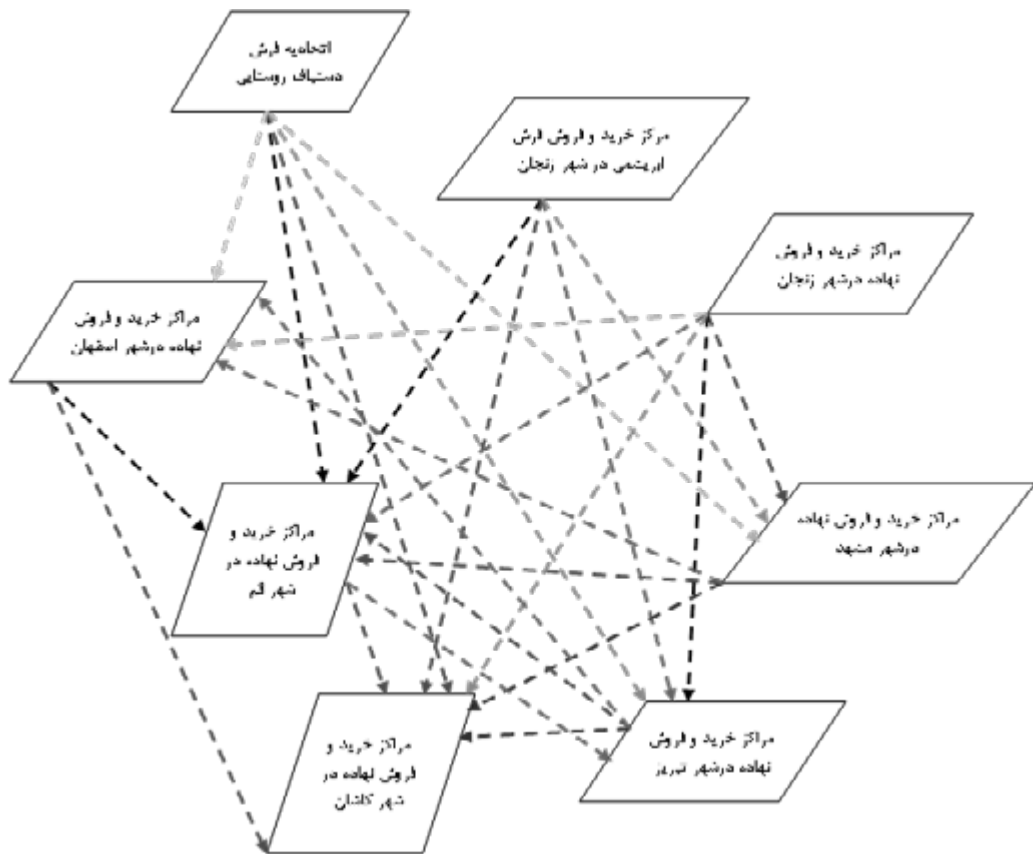 اتحادیه فرش
دستباف روستایی
مراکز خرید و فروش فرش
ابریشمی در شهر زنجان
مراکز خرید و فروش
نهاده درشهر زنجان
مراکز خرید و فروش
نهاده درشهر اصفهان
مراکز خرید و فروش نهاده
درشهر مشهد
مراکز خرید و
فروش نهاده در
شهر قم
مراکز خرید و فروش
نهاده درشهر تبریز
مراکز خرید و
فروش نهاده در
شهر کاشان